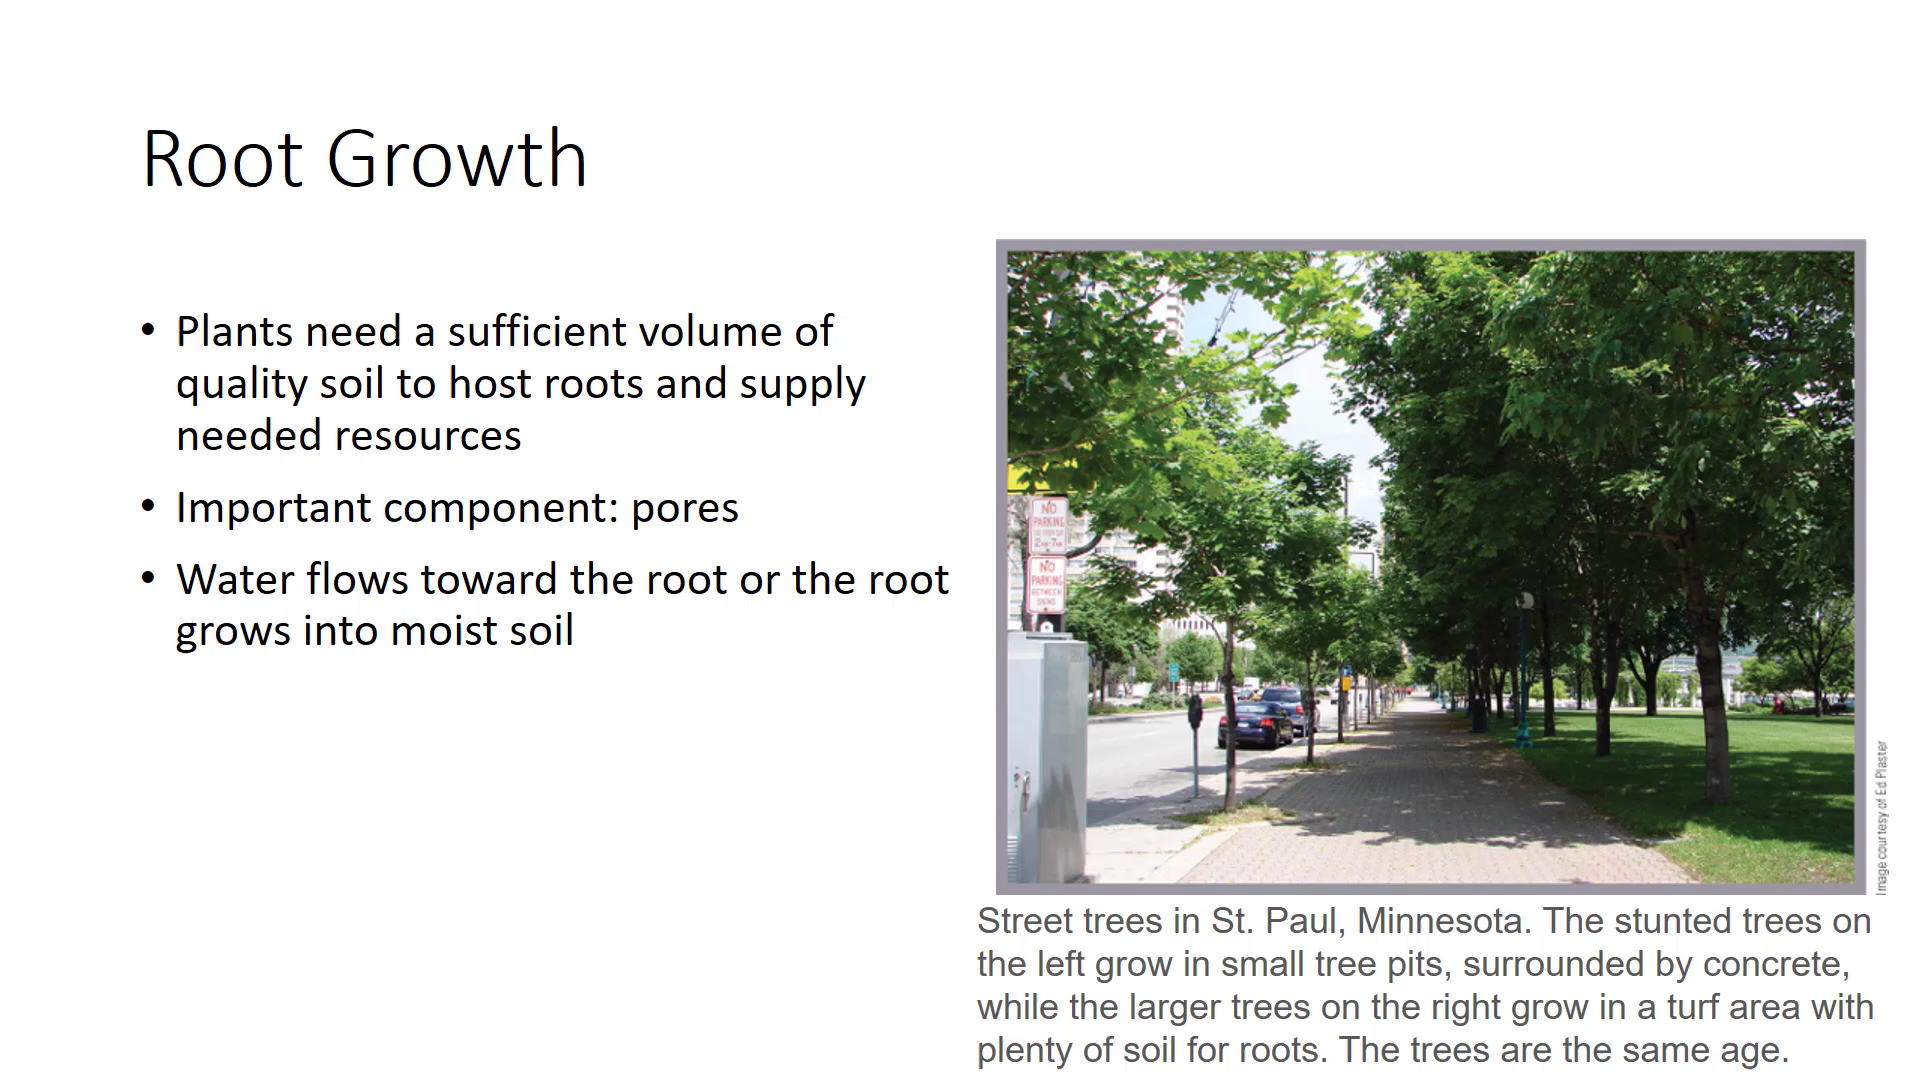 Root Growth
• Plants need a sufficient volume of
quality soil to host roots and supply
needed resources
• Important component: pores
• Water flows toward the root or the root
grows into moist soil
NO
PARKING
NO
PARKING
BETWEEN
SIGNS
Image courtesy of Ed Plaster
Street trees in St. Paul, Minnesota. The stunted trees on
the left grow in small tree pits, surrounded by concrete,
while the larger trees on the right grow in a turf area with
plenty of soil for roots. The trees are the same age.